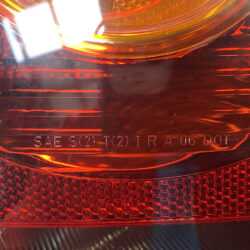 SAE S(2) T(2) I R A 06 DOT